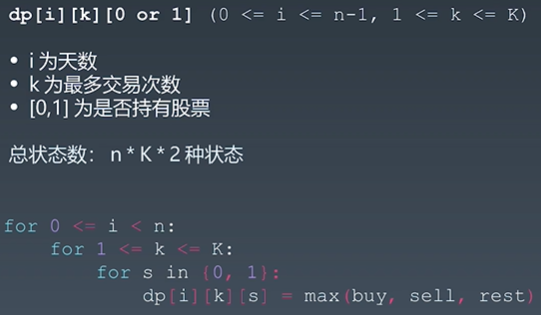 dp[i][k][0 or 1] (0 <= i <= n-1, 1 <= k <= K)
• i 为天数
• k 为最多交易次数
• [0,1] 为是否持有股票
总状态数： n * K * 2 种状态
for 0 <= i < n:
    for 1 <= k <= K:
        for s in {0, 1}:
            dp[i][k][s] = max(buy, sell, rest)